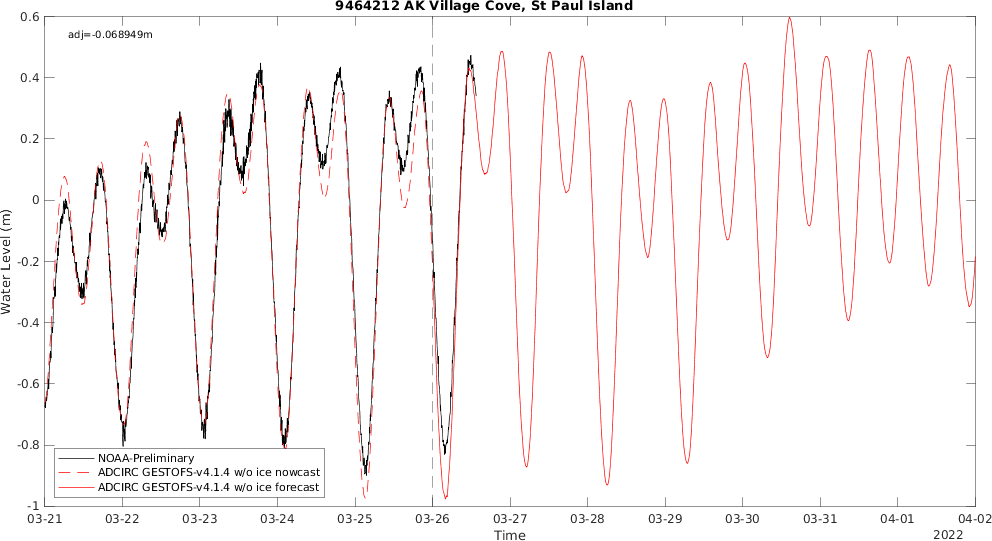 9464212 AK Village Cove, St Paul Island
adj=-0.068949m
0.6
0.4
0.2
0
-0.2
-0.4
-0.6
-0.8
-1
Water Level (m)
NOAA-Preliminary
ADCIRC GESTOFS-v4.1.4 w/o ice nowcast
ADCIRC GESTOFS-v4.1.4 w/o ice forecast
03-21 03-22 03-23 03-24 03-25 03-26 03-27 03-28 03-29 03-30 03-31 04-01 04-02
Time
2022